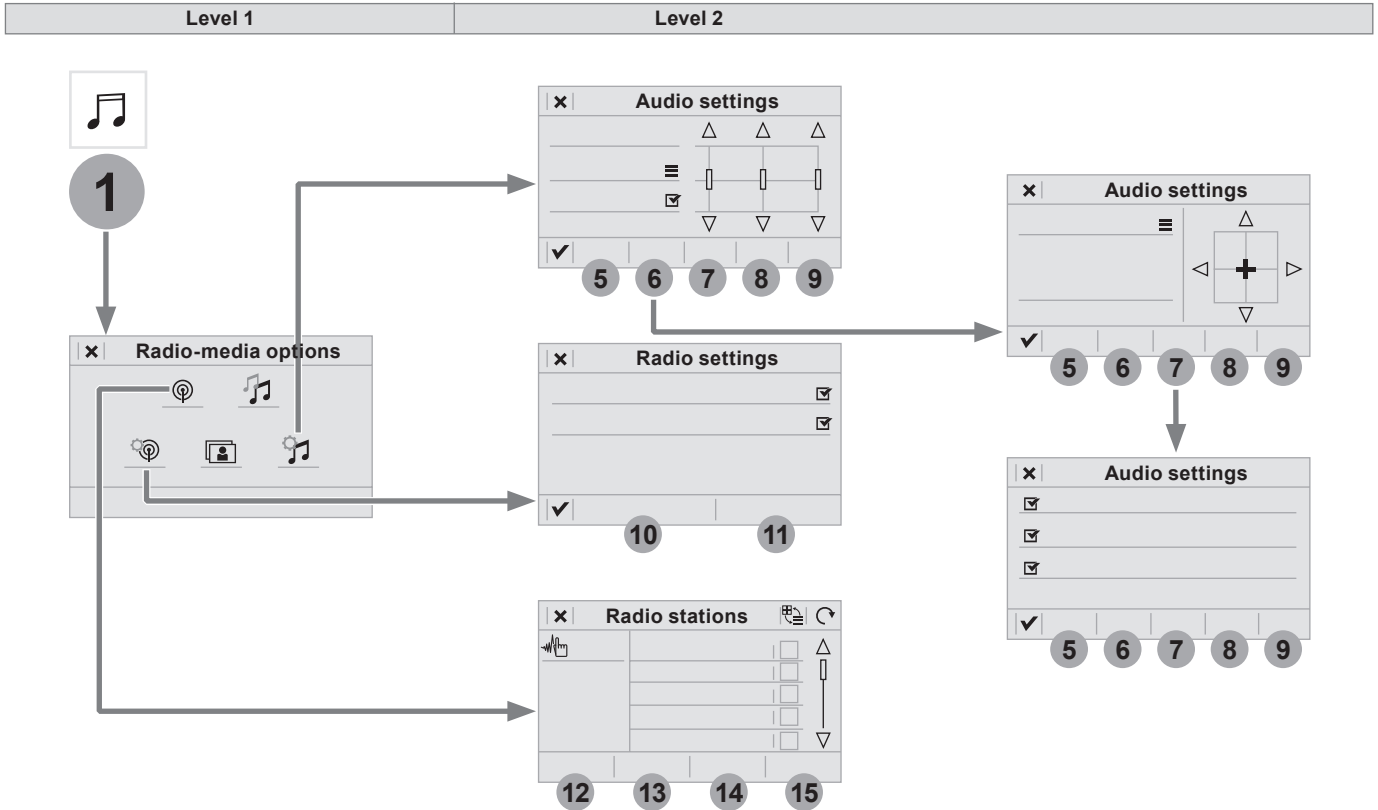 Level 1 Level 2
1
Audio settings
5 6 7 8 9
Audio settings
5 6 7 8 9
Radio-media options
Radio settings
10 11
Audio settings
5 6 7 8 9
Radio stations
12 13 14 15